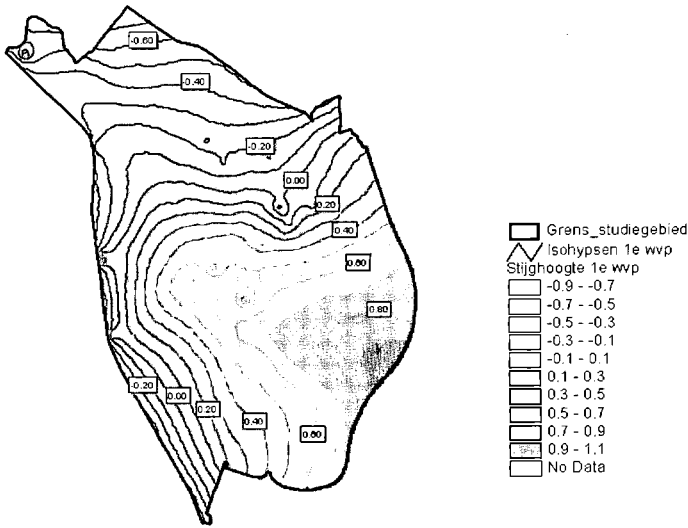 -0.60
-0.40
-0.20
0.00
0.20
0.40
0.60
0.80
-0.20
0.00
0.20
0.40
0.60
Grens_studiegebied
Isohypsen 1e wvp
Stijghoogte 1e wvp
-0.9 - -0.7
-0.7 - -0.5
-0.5 - -0.3
-0.3 - -0.1
-0.1 - 0.1
0.1 - 0.3
0.3 - 0.5
0.5 - 0.7
0.7 - 0.9
0.9 - 1.1
No Data